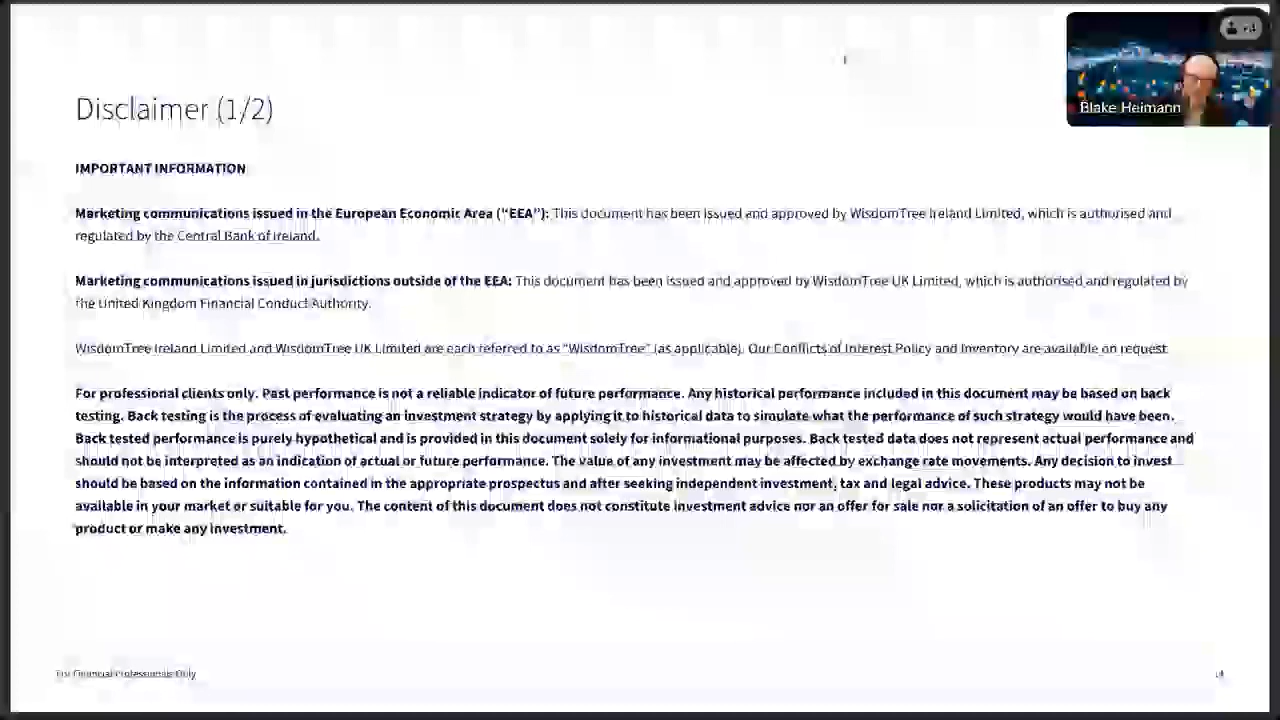 Blake Heimann
Disclaimer (1/2)
IMPORTANT INFORMATION
Marketing communications issued in the European Economic Area (“EEA”): This document has been issued and approved by WisdomTree Ireland Limited, which is authorised and
regulated by the Central Bank of Ireland.
Marketing communications issued in jurisdictions outside of the EEA: This document has been issued and approved by WisdomTree UK Limited, which is authorised and regulated by
the United Kingdom Financial Conduct Authority.
WisdomTree Ireland Limited and WisdomTree UK Limited are each referred to as “WisdomTree” (as applicable). Our Conflicts of Interest Policy and Inventory are available on request.
For professional clients only. Past performance is not a reliable indicator of future performance. Any historical performance included in this document may be based on back
testing. Back testing is the process of evaluating an investment strategy by applying it to historical data to simulate what the performance of such strategy would have been.
Back tested performance is purely hypothetical and is provided in this document solely for informational purposes. Back tested data does not represent actual performance and
should not be interpreted as an indication of actual or future performance. The value of any investment may be affected by exchange rate movements. Any decision to invest
should be based on the information contained in the appropriate prospectus and after seeking independent investment, tax and legal advice. These products may not be
available in your market or suitable for you. The content of this document does not constitute investment advice nor an offer for sale nor a solicitation of an offer to buy any
product or make any investment.
For Financial Professionals Only